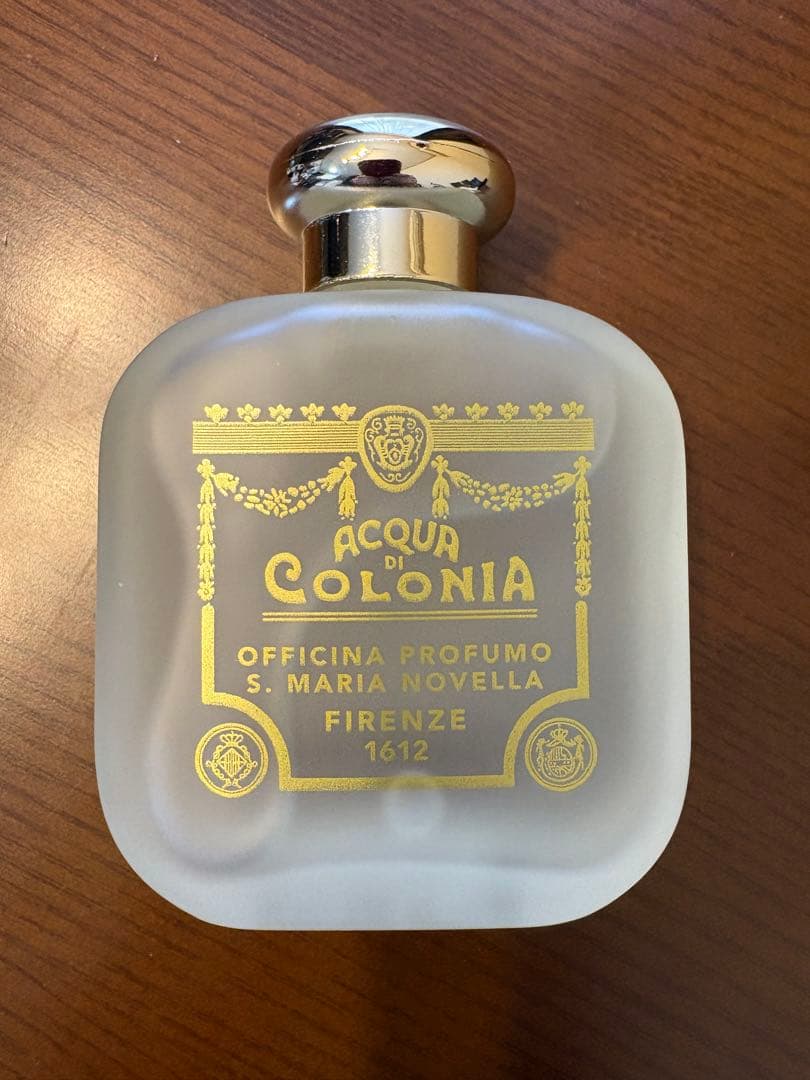 ACQUA
DI
COLONIA
OFFICINA PROFUMO
S. MARIA NOVELLA
FIRENZE
1612